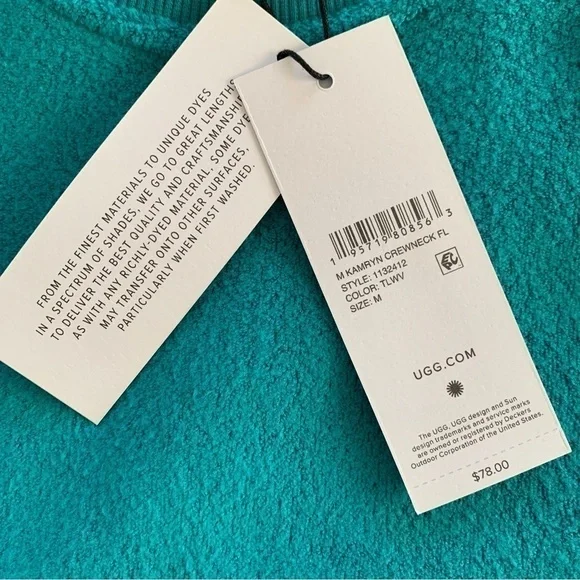 FROM THE FINEST MATERIALS TO UNIQUE DYES
IN A SPECTRUM OF SHADES, WE GO TO GREAT LENGTHS
TO DELIVER THE BEST QUALITY AND CRAFTSMANSHI
AS WITH ANY RICHLY-DYED MATERIAL, SOME DYE
MAY TRANSFER ONTO OTHER SURFACES,
PARTICULARLY WHEN FIRST WASHED.
1 95719 80856 3
M KAMRYN CREWNECK FL
STYLE: 1132412
COLOR: TLWV
SIZE: M
UGG.COM
The UGG, UGG design and Sun
design trademarks and service marks
are owned or registered by Deckers
Outdoor Corporation of the United States.
$78.00